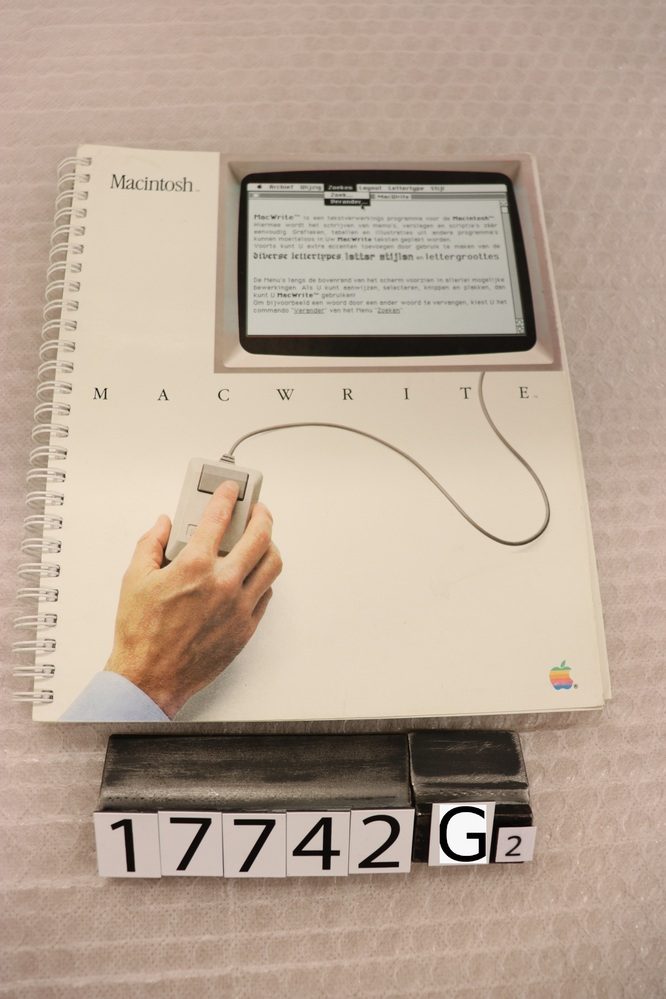 Macintosh™
Archief Wijzig Zoeken Layout Lettertype Stijl
Zoek...
Verander...
MacWrite
MacWrite™ is een tekstverwerkings programma voor de Macintosh™
Hiermee wordt het schrijven van memo's, verslagen en scripties zéér
eenvoudig. Grafieken, tabellen en illustraties uit andere programma's
kunnen moeiteloos in Uw MacWrite teksten geplakt worden.
Voorts kunt U extra accenten toevoegen door gebruik te maken van de
diverse lettertypes, letter stijlen en lettergroottes
De Menu's langs de bovenrand van het scherm voorzien in allerlei mogelijke
bewerkingen. Als U kunt aanwijzen, selecteren, knippen en plakken, dan
kunt U MacWrite™ gebruiken!
Om bijvoorbeeld een woord door een ander woord te vervangen, kiest U het
commando "Verander" van het Menu "Zoeken"
MACWRITE™
17742 G 2